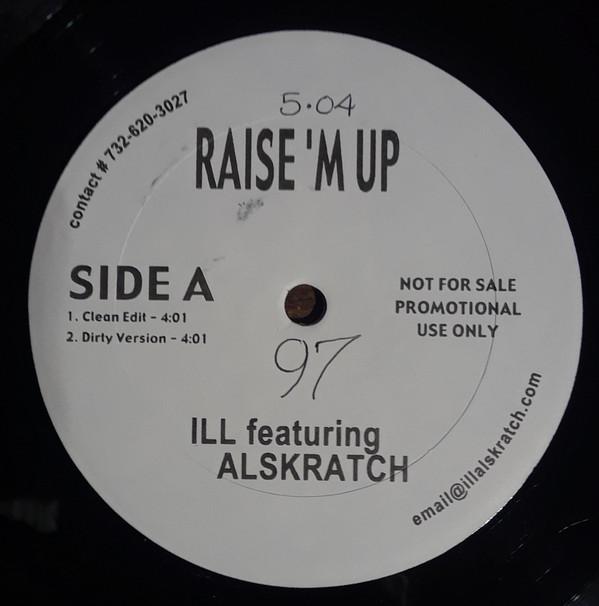 5.04
contact # 732-620-3027
RAISE 'M UP
SIDE A
1. Clean Edit - 4:01
2. Dirty Version - 4:01
NOT FOR SALE
PROMOTIONAL
USE ONLY
97
ILL featuring
ALSKRATCH
email@illalskratch.com